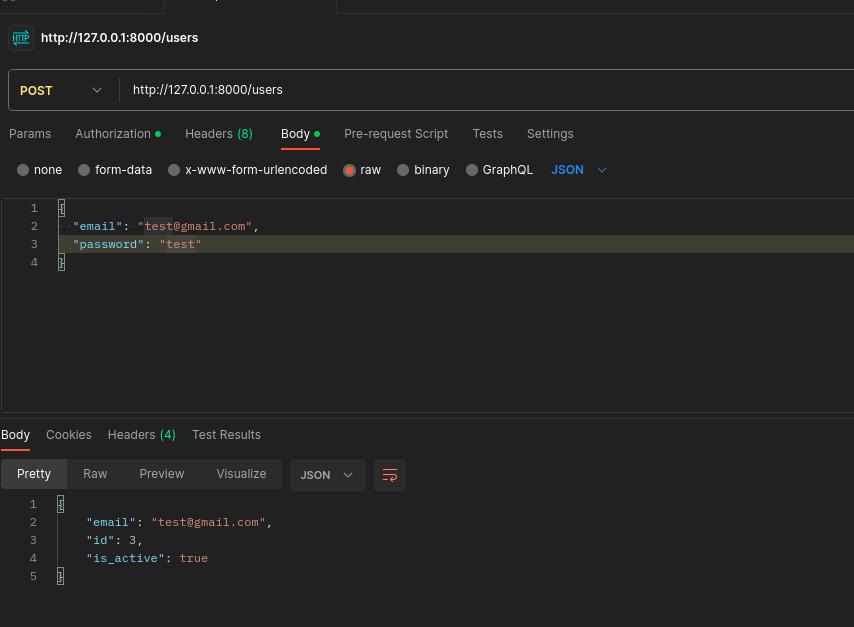 HTTP http://127.0.0.1:8000/users
POST http://127.0.0.1:8000/users
Params Authorization Headers (8) Body Pre-request Script Tests Settings
none form-data x-www-form-urlencoded raw binary GraphQL JSON
1 {
2 "email": "test@gmail.com",
3 "password": "test"
4 }
Body Cookies Headers (4) Test Results
Pretty Raw Preview Visualize JSON
1 {
2 "email": "test@gmail.com",
3 "id": 3,
4 "is_active": true
5 }